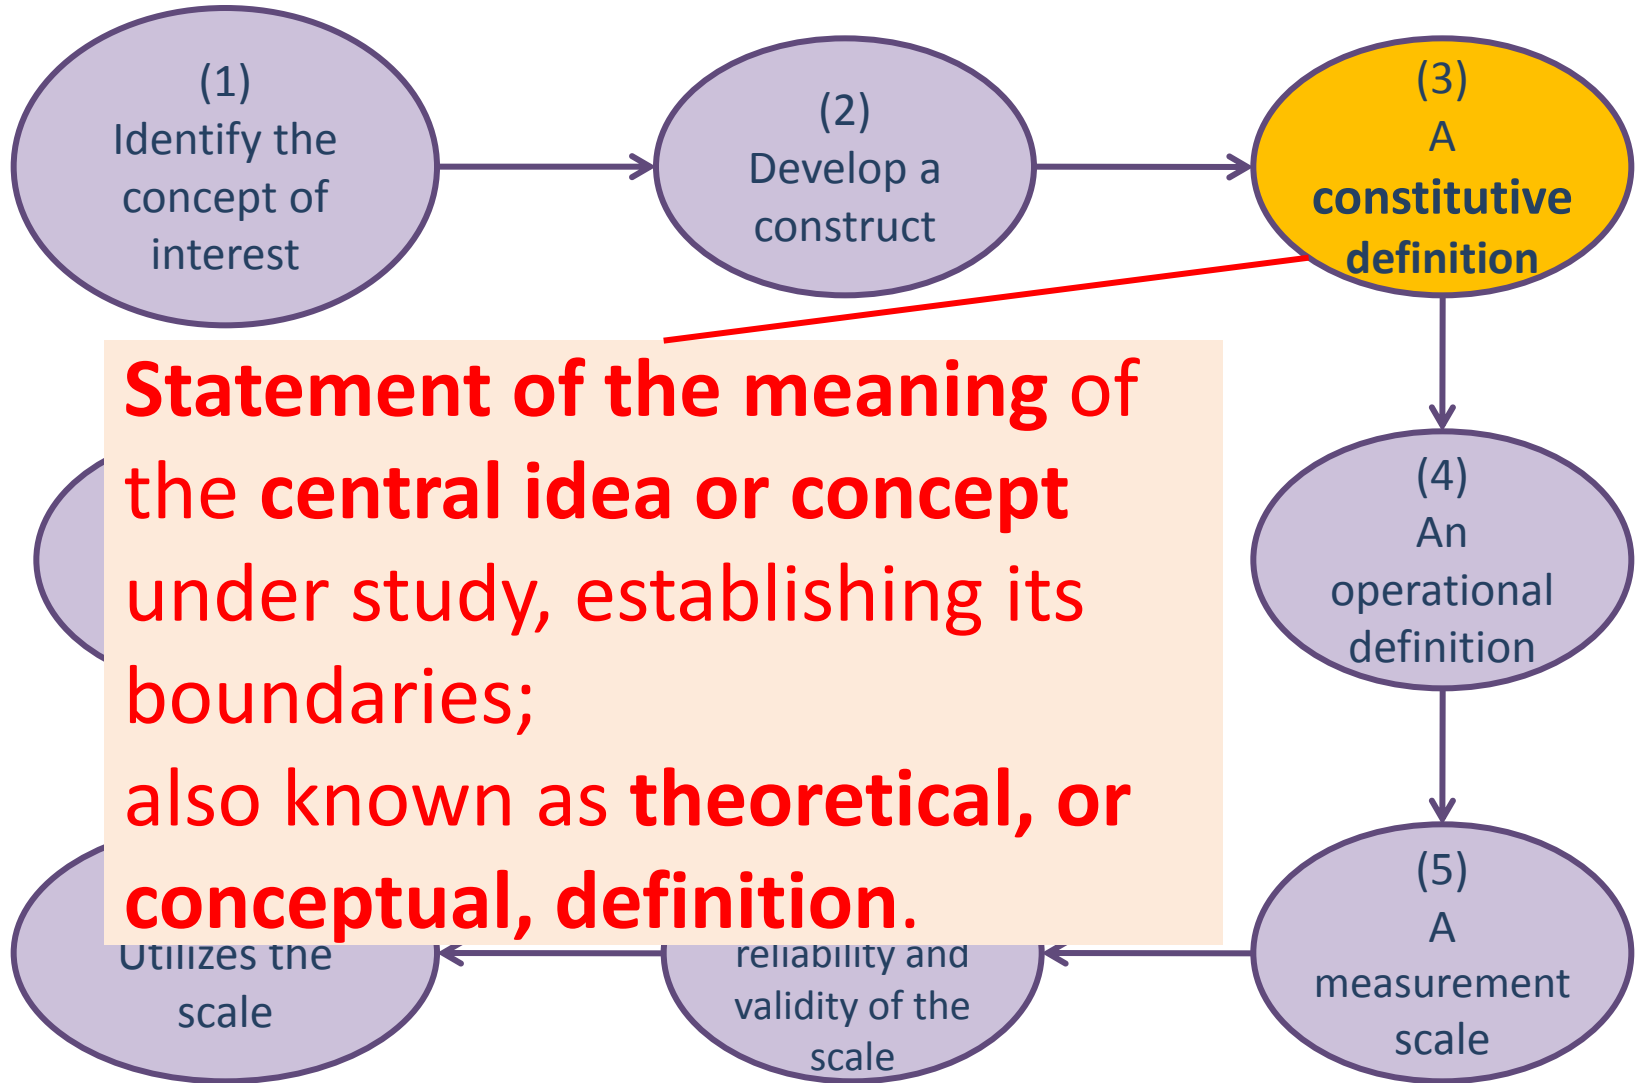 (1)
Identify the
concept of
interest
(2)
Develop a
construct
(3)
A
constitutive
definition
Statement of the meaning of
the central idea or concept
under study, establishing its
boundaries;
also known as theoretical, or
conceptual, definition.
(4)
An
operational
definition
(5)
A
measurement
scale
reliability and
validity of the
scale
Utilizes the
scale